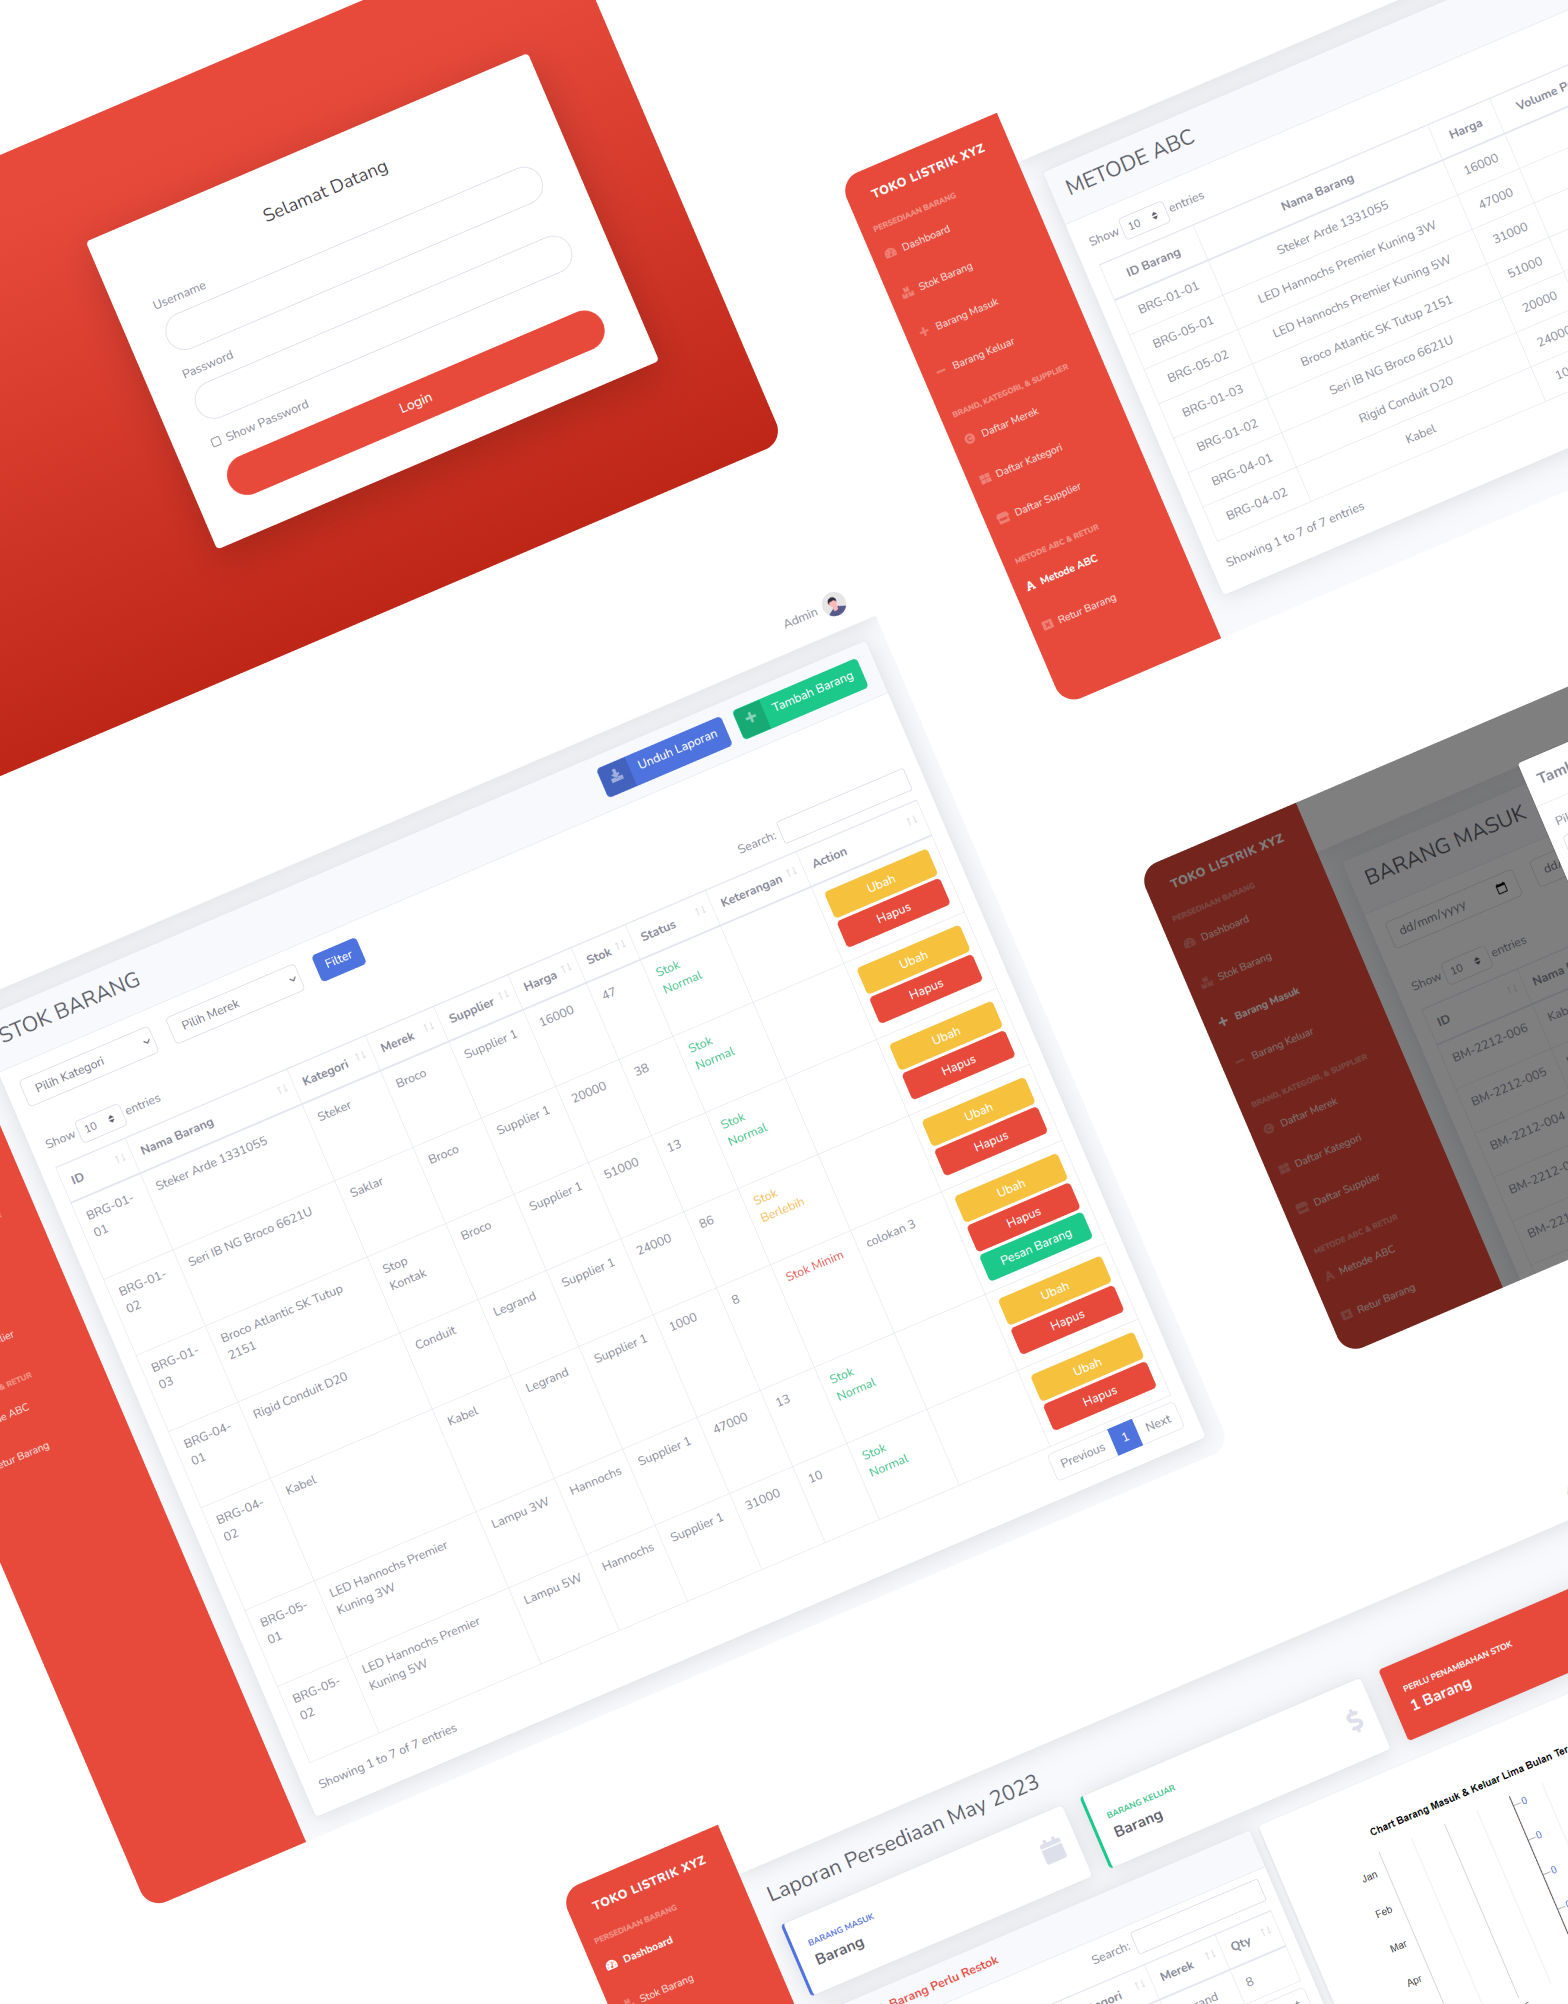 Selamat Datang
Username
Password
Show Password
Login
TOKO LISTRIK XYZ
PERSEDIAAN BARANG
Dashboard
Stok Barang
Barang Masuk
Barang Keluar
BRAND, KATEGORI, & SUPPLIER
Daftar Merek
Daftar Kategori
Daftar Supplier
METODE ABC & RETUR
Metode ABC
Retur Barang
METODE ABC
Show 10 entries
ID Barang Nama Barang Harga Volume
BRG-01-01 Steker Arde 1331055 16000
BRG-05-01 LED Hannochs Premier Kuning 3W 47000
BRG-05-02 LED Hannochs Premier Kuning 5W 31000
BRG-01-03 Broco Atlantic SK Tutup 2151 51000
BRG-01-02 Seri IB NG Broco 6621U 20000
BRG-04-01 Rigid Conduit D20 24000
BRG-04-02 Kabel
Showing 1 to 7 of 7 entries
Admin
STOK BARANG
Unduh Laporan
Tambah Barang
Pilih Kategori
Pilih Merek
Filter
Show 10 entries
Search:
ID Nama Barang Kategori Merek Supplier Harga Stok Status Keterangan Action
BRG-01-01 Steker Arde 1331055 Steker Broco Supplier 1 16000 47 Stok Normal Ubah Hapus
BRG-01-02 Seri IB NG Broco 6621U Saklar Broco Supplier 1 20000 38 Stok Normal Ubah Hapus
BRG-01-03 Broco Atlantic SK Tutup 2151 Stop Kontak Broco Supplier 1 51000 13 Stok Normal Ubah Hapus
BRG-04-01 Rigid Conduit D20 Conduit Legrand Supplier 1 24000 86 Stok Berlebih Ubah Hapus
BRG-04-02 Kabel Kabel Legrand Supplier 1 1000 8 Stok Minim colokan 3 Ubah Hapus Pesan Barang
BRG-05-01 LED Hannochs Premier Kuning 3W Lampu 3W Hannochs Supplier 1 47000 13 Stok Normal Ubah Hapus
BRG-05-02 LED Hannochs Premier Kuning 5W Lampu 5W Hannochs Supplier 1 31000 10 Stok Normal Ubah Hapus
Showing 1 to 7 of 7 entries
Previous 1 Next
& RETUR
ABC
Barang
TOKO LISTRIK XYZ
PERSEDIAAN BARANG
Dashboard
Stok Barang
Barang Masuk
Barang Keluar
BRAND, KATEGORI, & SUPPLIER
Daftar Merek
Daftar Kategori
Daftar Supplier
METODE ABC & RETUR
Metode ABC
Retur Barang
BARANG MASUK
dd/mm/yyyy
Show 10 entries
ID Nama
BM-2212-006
BM-2212-005
BM-2212-004
TOKO LISTRIK XYZ
PERSEDIAAN BARANG
Dashboard
Stok Barang
Laporan Persediaan May 2023
BARANG MASUK
Barang
BARANG KELUAR
Barang
PERLU PENAMBAHAN STOK
1 Barang
Barang Perlu Restok
Search:
Merek Qty
8
Chart Barang Masuk & Keluar Lima Bulan
Jan
Feb
Mar
Apr
0
0
0